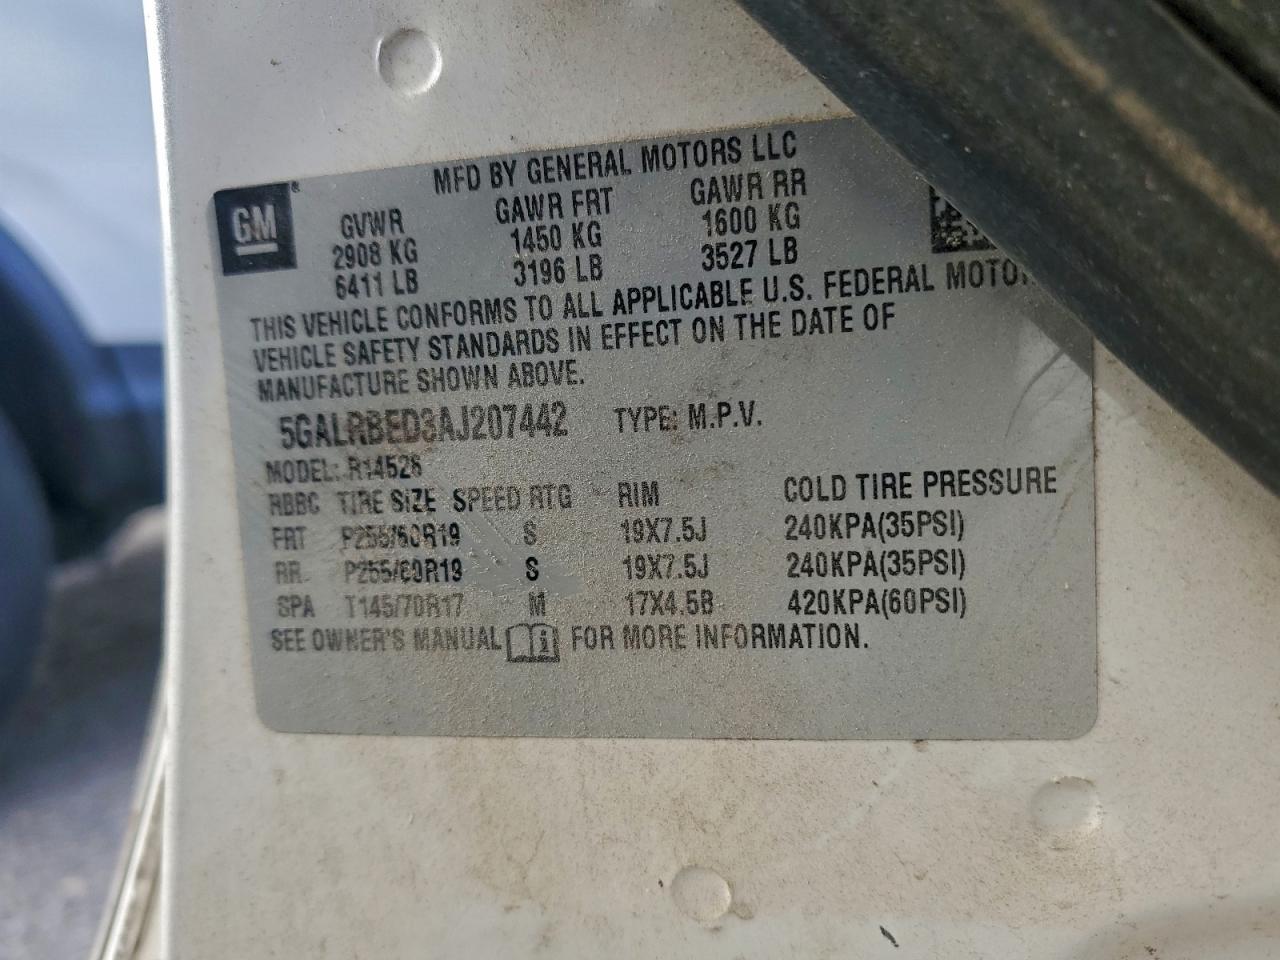 MFD BY GENERAL MOTORS LLC
GM®
GVWR GAWR FRT GAWR RR
2908 KG 1450 KG 1600 KG
6411 LB 3196 LB 3527 LB
THIS VEHICLE CONFORMS TO ALL APPLICABLE U.S. FEDERAL MOTO
VEHICLE SAFETY STANDARDS IN EFFECT ON THE DATE OF
MANUFACTURE SHOWN ABOVE.
5GALRBED3AJ207442 TYPE: M.P.V.
MODEL: R14526
RBBC TIRE SIZE SPEED RTG RIM COLD TIRE PRESSURE
FRT P255/60R19 S 19X7.5J 240KPA(35PSI)
RR P255/60R19 S 19X7.5J 240KPA(35PSI)
SPA T145/70R17 M 17X4.5B 420KPA(60PSI)
SEE OWNER'S MANUAL FOR MORE INFORMATION.